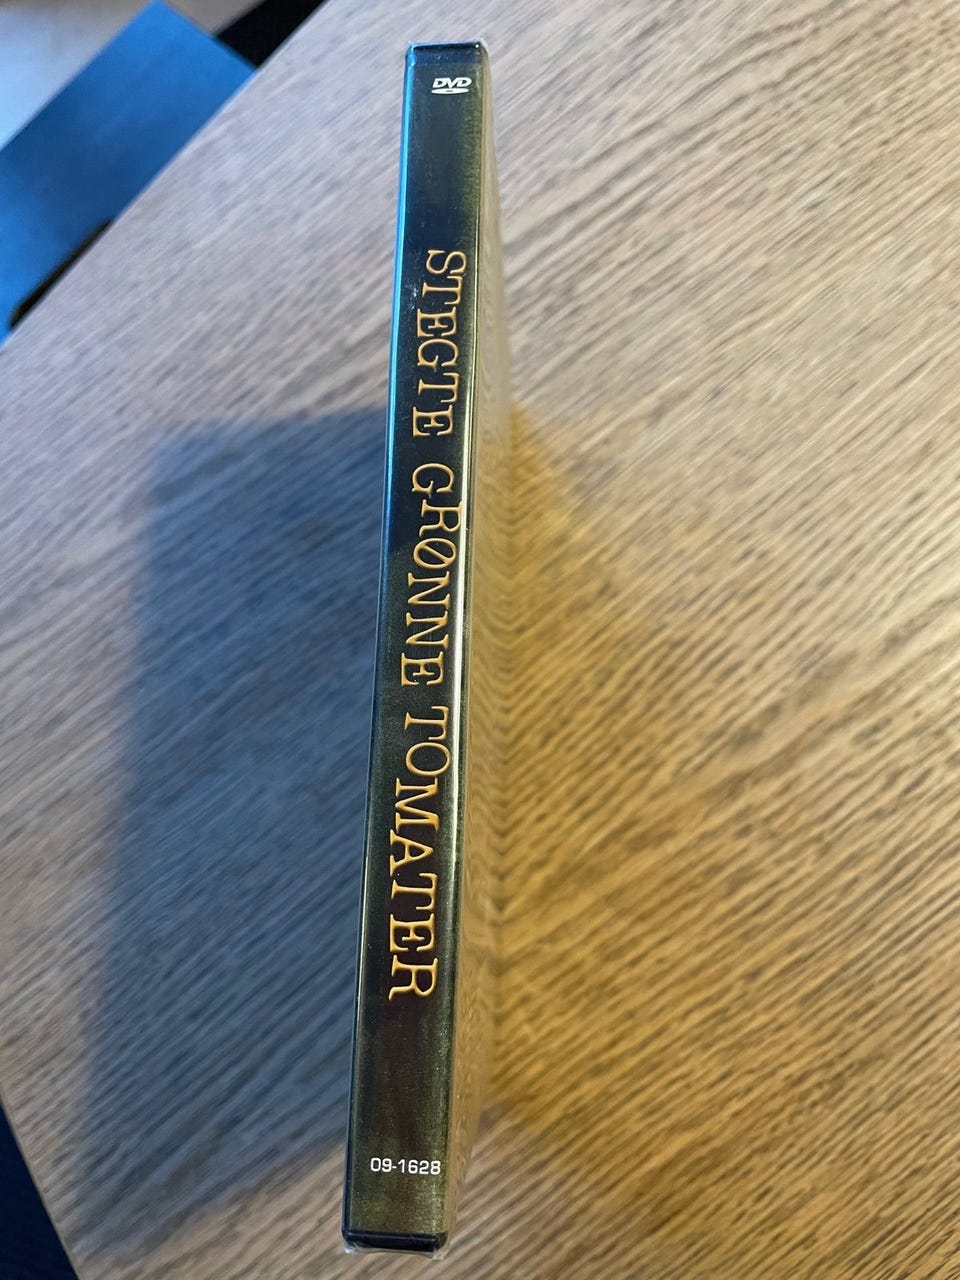 DVD
STEGTE GRØNNE TOMATER
09-1628